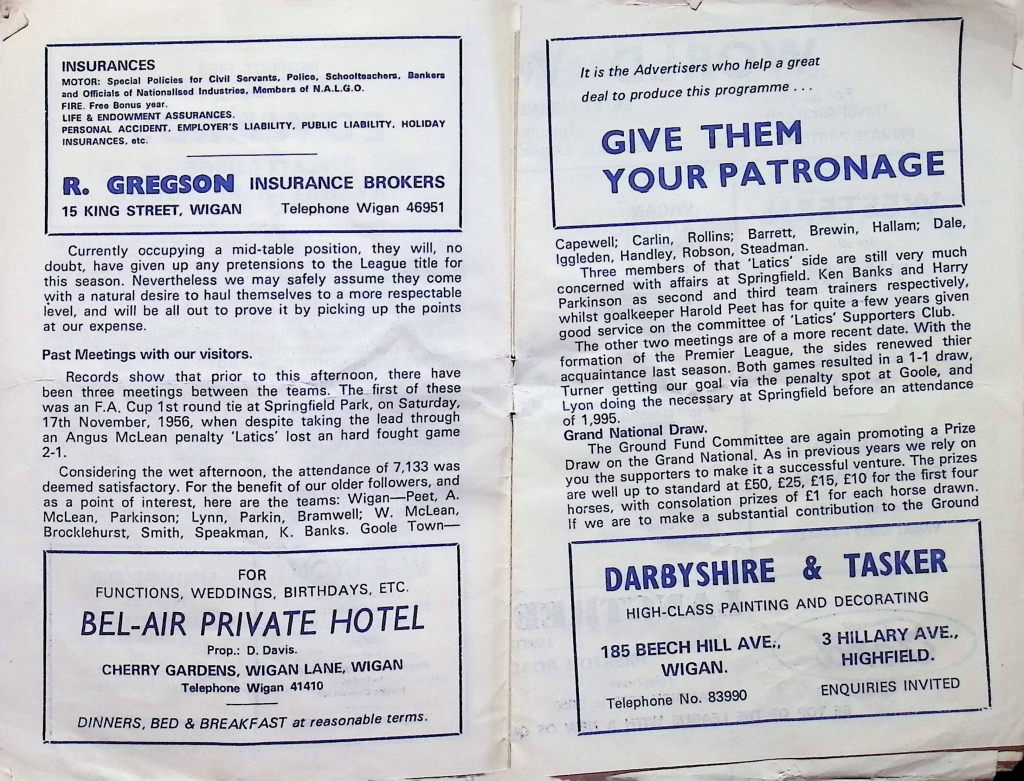 INSURANCES
MOTOR: Special Policies for Civil Servants, Police, Schoolteachers, Bankers
and Officials of Nationalised Industries, Members of N.A.L.G.O.
FIRE. Free Bonus year.
LIFE & ENDOWMENT ASSURANCES.
PERSONAL ACCIDENT, EMPLOYER'S LIABILITY, PUBLIC LIABILITY, HOLIDAY
INSURANCES, etc.
R. GREGSON INSURANCE BROKERS
15 KING STREET, WIGAN Telephone Wigan 46951
Currently occupying a mid-table position, they will, no
doubt, have given up any pretensions to the League title for
this season. Nevertheless we may safely assume they come
with a natural desire to haul themselves to a more respectable
level, and will be all out to prove it by picking up the points
at our expense.
Past Meetings with our visitors.
Records show that prior to this afternoon, there have
been three meetings between the teams. The first of these
was an F.A. Cup 1st round tie at Springfield Park, on Saturday,
17th November, 1956, when despite taking the lead through
an Angus McLean penalty 'Latics' lost an hard fought game
2-1.
Considering the wet afternoon, the attendance of 7,133 was
deemed satisfactory. For the benefit of our older followers, and
as a point of interest, here are the teams: Wigan—Peet, A.
McLean, Parkinson; Lynn, Parkin, Bramwell; W. McLean,
Brocklehurst, Smith, Speakman, K. Banks. Goole Town—
FOR
FUNCTIONS, WEDDINGS, BIRTHDAYS, ETC.
BEL-AIR PRIVATE HOTEL
Prop.: D. Davis.
CHERRY GARDENS, WIGAN LANE, WIGAN
Telephone Wigan 41410
DINNERS, BED & BREAKFAST at reasonable terms.
It is the Advertisers who help a great
deal to produce this programme . . .
GIVE THEM
YOUR PATRONAGE
Capewell; Carlin, Rollins; Barrett, Brewin, Hallam; Dale,
Iggleden, Handley, Robson, Steadman.
Three members of that 'Latics' side are still very much
concerned with affairs at Springfield. Ken Banks and Harry
Parkinson as second and third team trainers respectively,
whilst goalkeeper Harold Peet has for quite a few years given
good service on the committee of 'Latics' Supporters Club.
The other two meetings are of a more recent date. With the
formation of the Premier League, the sides renewed thier
acquaintance last season. Both games resulted in a 1-1 draw,
Turner getting our goal via the penalty spot at Goole, and
Lyon doing the necessary at Springfield before an attendance
of 1,995.
Grand National Draw.
The Ground Fund Committee are again promoting a Prize
Draw on the Grand National. As in previous years we rely on
you the supporters to make it a successful venture. The prizes
are well up to standard at £50, £25, £15, £10 for the first four
horses, with consolation prizes of £1 for each horse drawn.
If we are to make a substantial contribution to the Ground
DARBYSHIRE & TASKER
HIGH-CLASS PAINTING AND DECORATING
185 BEECH HILL AVE., 3 HILLARY AVE.,
WIGAN. HIGHFIELD.
Telephone No. 83990 ENQUIRIES INVITED